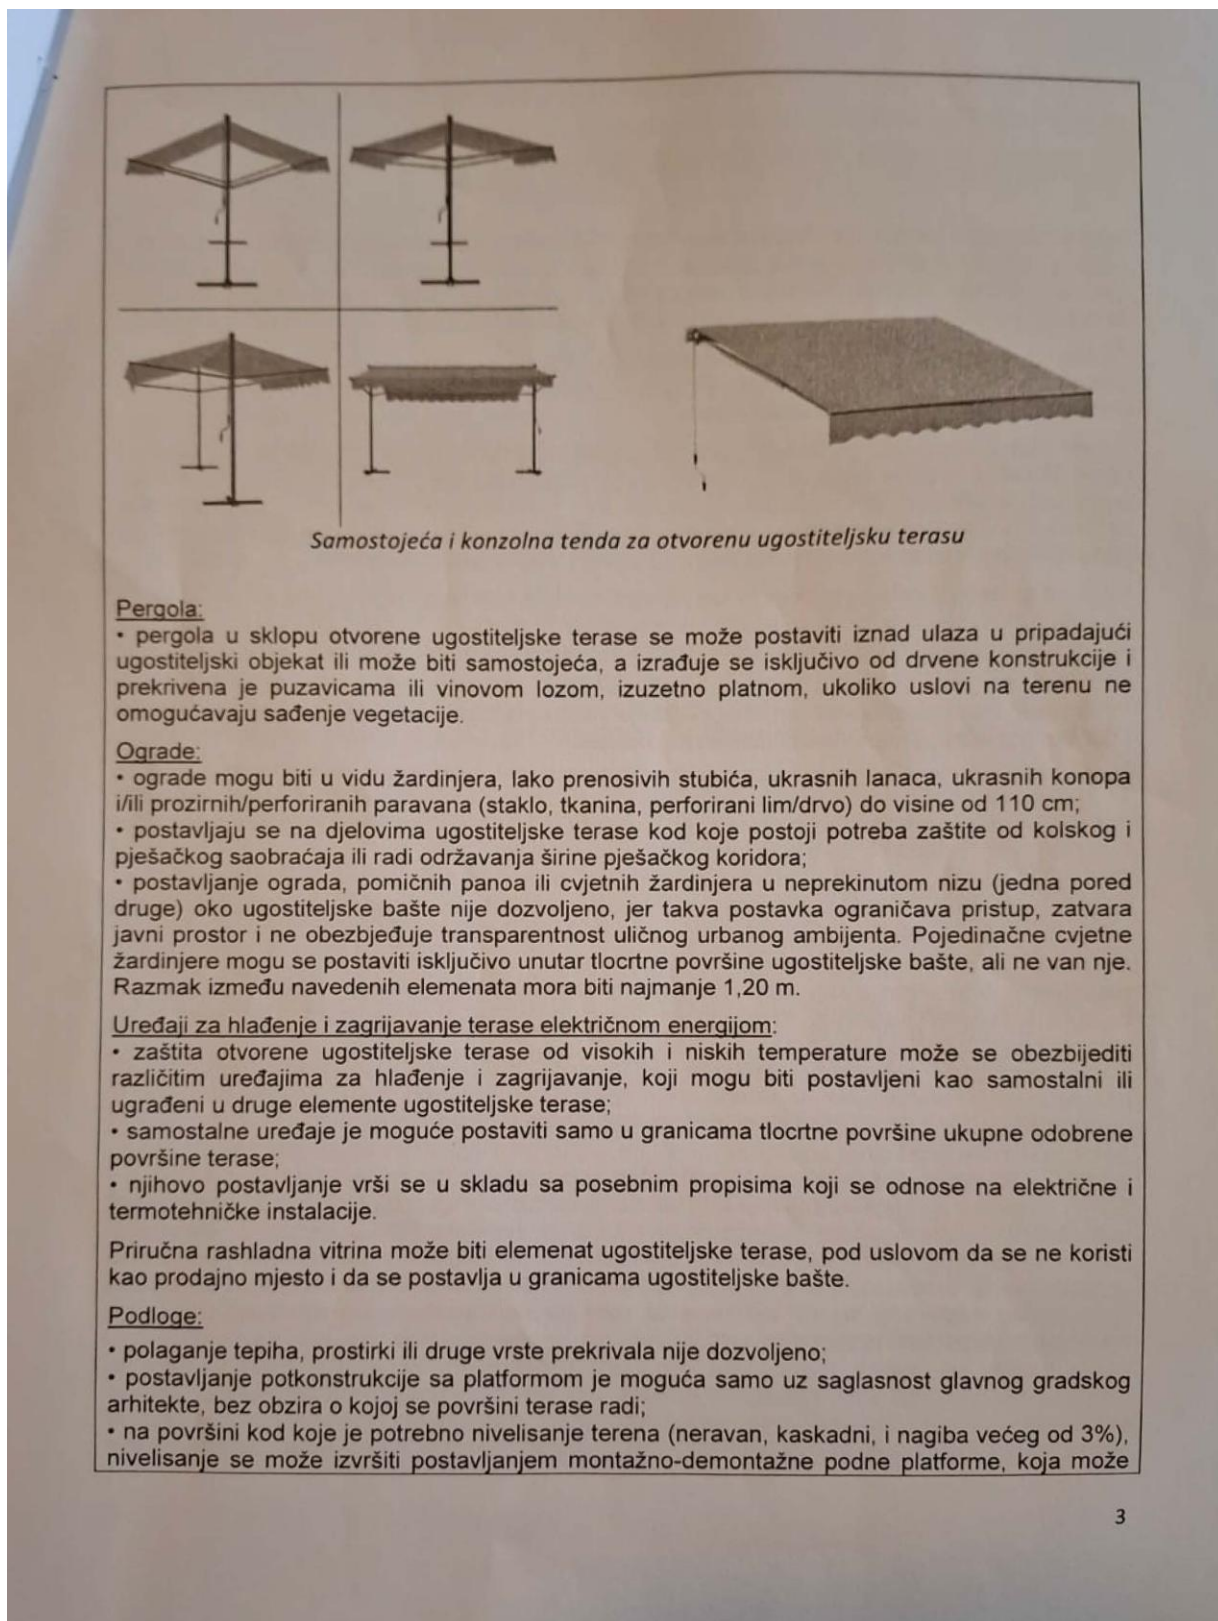 Samostojeća i konzolna tenda za otvorenu ugostiteljsku terasu
Pergola:
• pergola u sklopu otvorene ugostiteljske terase se može postaviti iznad ulaza u pripadajući
ugostiteljski objekat ili može biti samostojeća, a izrađuje se isključivo od drvene konstrukcije i
prekrivena je puzavicama ili vinovom lozom, izuzetno platnom, ukoliko uslovi na terenu ne
omogućavaju sađenje vegetacije.
Ograde:
• ograde mogu biti u vidu žardinjera, lako prenosivih stubića, ukrasnih lanaca, ukrasnih konopa
i/ili prozirnih/perforiranih paravana (staklo, tkanina, perforirani lim/drvo) do visine od 110 cm;
• postavljaju se na djelovima ugostiteljske terase kod koje postoji potreba zaštite od kolskog i
pješačkog saobraćaja ili radi održavanja širine pješačkog koridora;
• postavljanje ograda, pomičnih panoa ili cvjetnih žardinjera u neprekinutom nizu (jedna pored
druge) oko ugostiteljske bašte nije dozvoljeno, jer takva postavka ograničava pristup, zatvara
javni prostor i ne obezbjeđuje transparentnost uličnog urbanog ambijenta. Pojedinačne cvjetne
žardinjere mogu se postaviti isključivo unutar tlocrtne površine ugostiteljske bašte, ali ne van nje.
Razmak između navedenih elemenata mora biti najmanje 1,20 m.
Uređaji za hlađenje i zagrijavanje terase električnom energijom:
• zaštita otvorene ugostiteljske terase od visokih i niskih temperature može se obezbijediti
različitim uređajima za hlađenje i zagrijavanje, koji mogu biti postavljeni kao samostalni ili
ugrađeni u druge elemente ugostiteljske terase;
• samostalne uređaje je moguće postaviti samo u granicama tlocrtne površine ukupne odobrene
površine terase;
• njihovo postavljanje vrši se u skladu sa posebnim propisima koji se odnose na električne i
termotehničke instalacije.
Priručna rashladna vitrina može biti elemenat ugostiteljske terase, pod uslovom da se ne koristi
kao prodajno mjesto i da se postavlja u granicama ugostiteljske bašte.
Podloge:
• polaganje tepiha, prostirki ili druge vrste prekrivala nije dozvoljeno;
• postavljanje potkonstrukcije sa platformom je moguća samo uz saglasnost glavnog gradskog
arhitekte, bez obzira o kojoj se površini terase radi;
• na površini kod koje je potrebno nivelisanje terena (neravan, kaskadni, i nagiba većeg od 3%),
nivelisanje se može izvršiti postavljanjem montažno-demontažne podne platforme, koja može
3